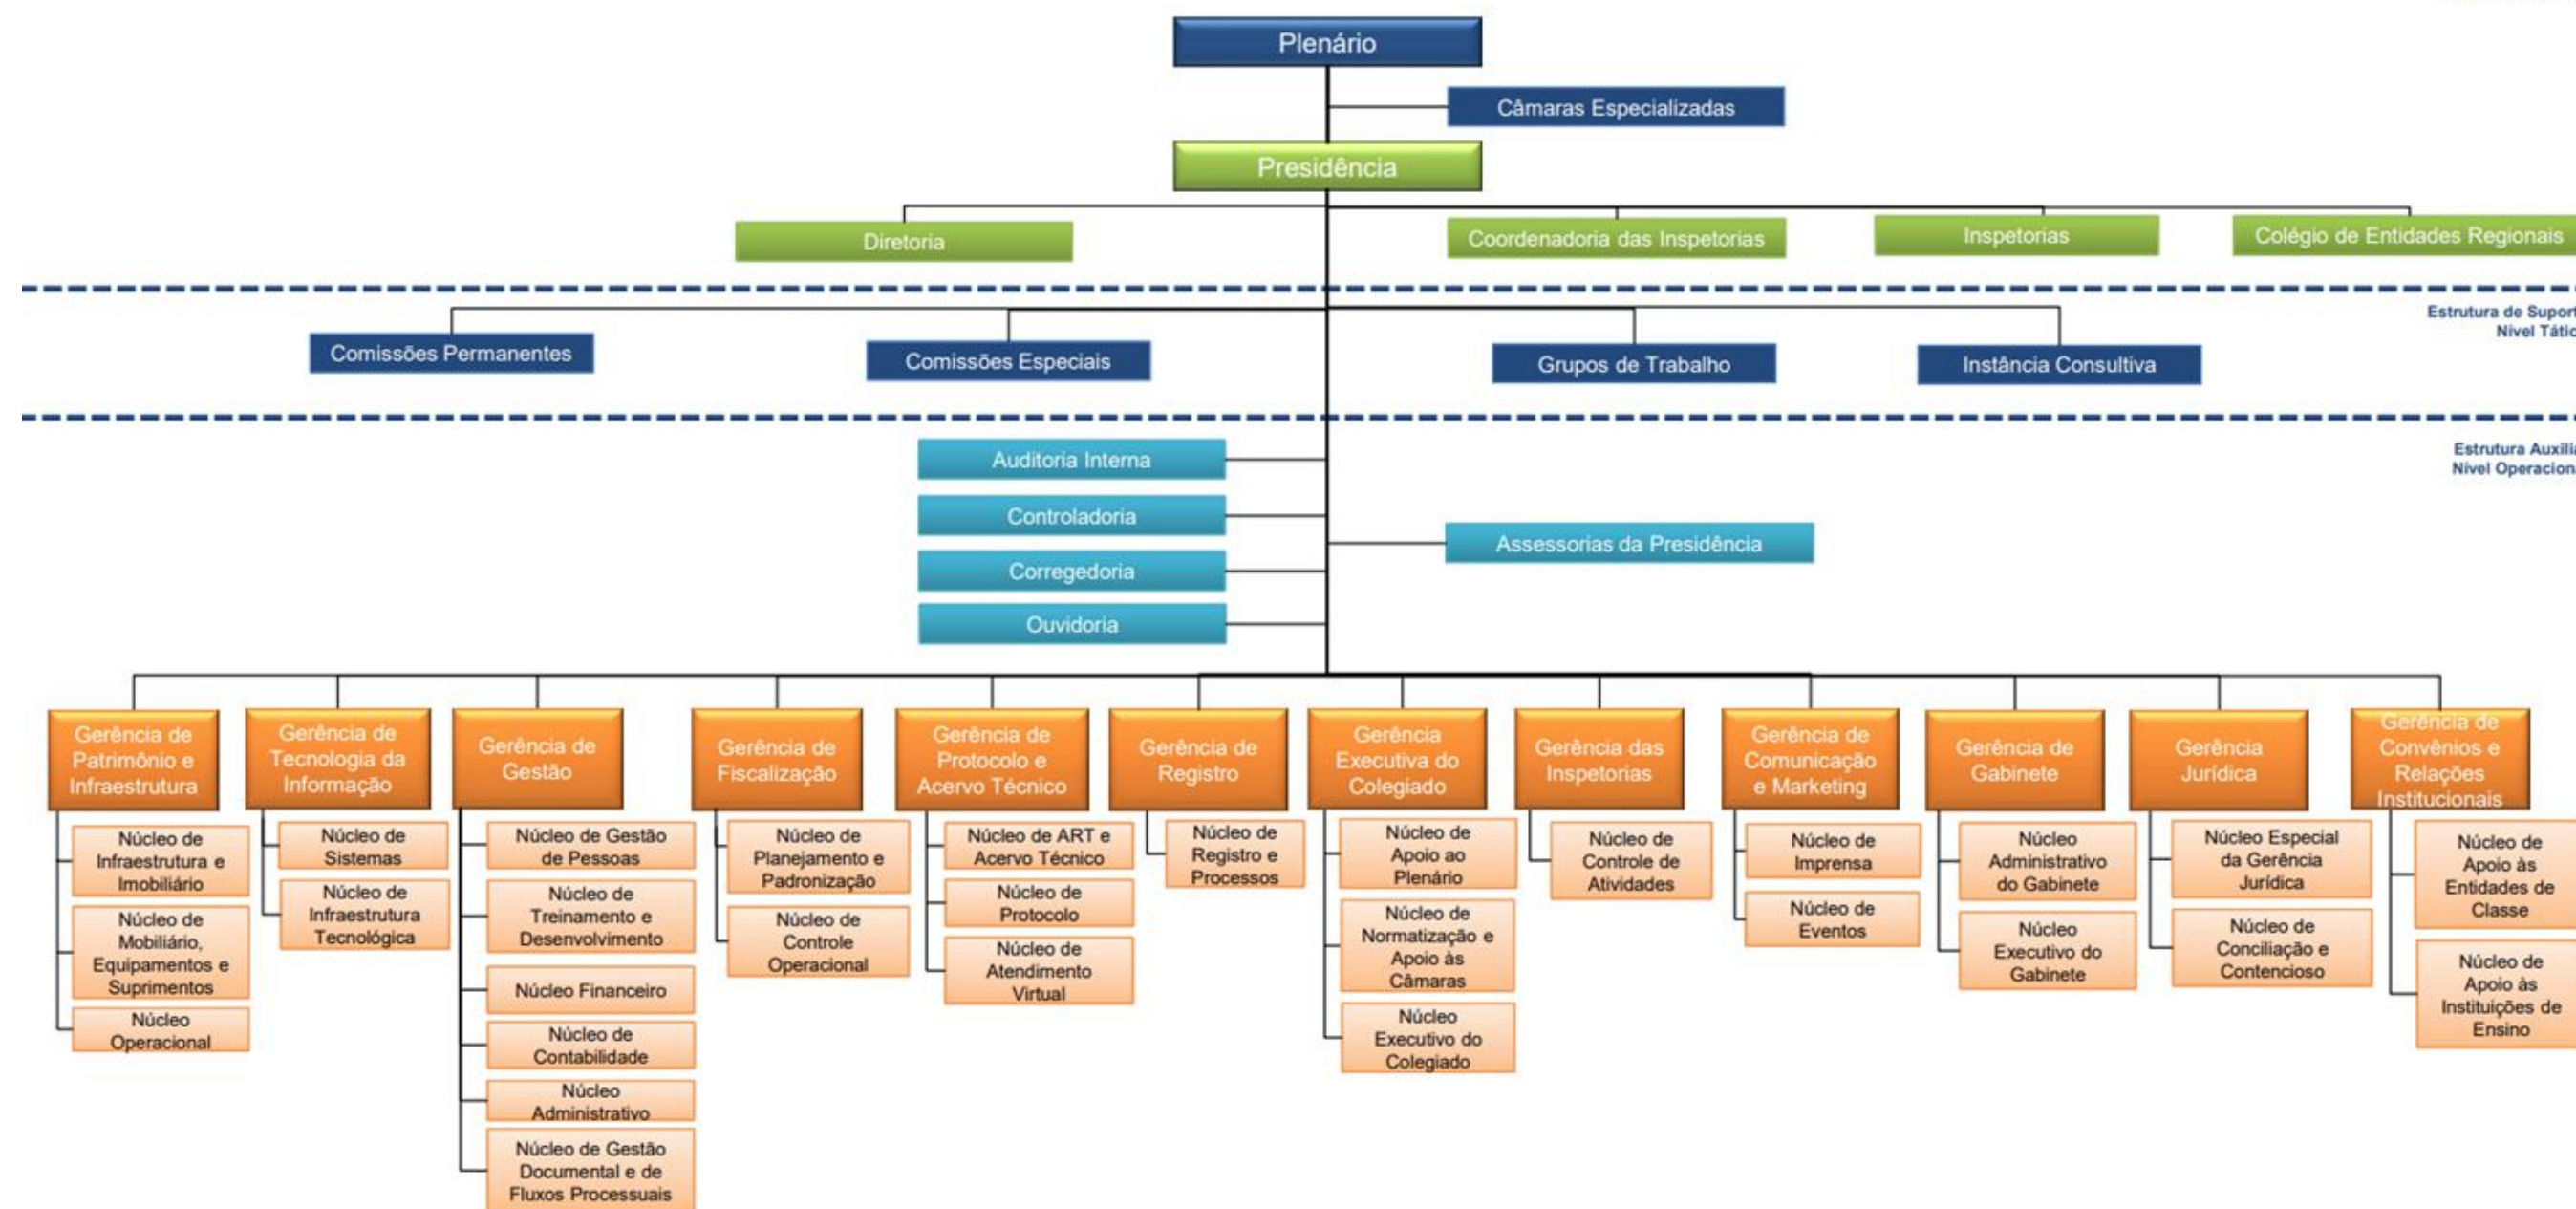 Plenário
Câmaras Especializadas
Presidência
Diretoria
Coordenadoria das Inspetorias
Inspetorias
Colégio de Entidades Regionais
Estrutura de
Nível
Comissões Permanentes
Comissões Especiais
Grupos de Trabalho
Instância Consultiva
Estrutura
Nível
Auditoria Interna
Controladoria
Corregedoria
Ouvidoria
Assessorias da Presidência
Gerência de
Patrimônio e
Infraestrutura
Núcleo de
Infraestrutura e
Imobiliário
Núcleo de
Mobiliário,
Equipamentos e
Suprimentos
Núcleo
Operacional
Gerência de
Tecnologia da
Informação
Núcleo de
Sistemas
Núcleo de
Infraestrutura
Tecnológica
Gerência de
Gestão
Núcleo de Gestão
de Pessoas
Núcleo de
Treinamento e
Desenvolvimento
Núcleo Financeiro
Núcleo de
Contabilidade
Núcleo
Administrativo
Núcleo de Gestão
Documental e de
Fluxos Processuais
Gerência de
Fiscalização
Núcleo de
Planejamento e
Padronização
Núcleo de
Controle
Operacional
Gerência de
Protocolo e
Acervo Técnico
Núcleo de ART e
Acervo Técnico
Núcleo de
Protocolo
Núcleo de
Atendimento
Virtual
Gerência de
Registro
Núcleo de
Registro e
Processos
Gerência
Executiva do
Colegiado
Núcleo de
Apoio ao
Plenário
Núcleo de
Normatização e
Apoio às
Câmaras
Núcleo
Executivo do
Colegiado
Gerência das
Inspetorias
Núcleo de
Controle de
Atividades
Gerência de
Comunicação
e Marketing
Núcleo de
Imprensa
Núcleo de
Eventos
Gerência de
Gabinete
Núcleo
Administrativo
do Gabinete
Núcleo
Executivo do
Gabinete
Gerência
Jurídica
Núcleo Especial
da Gerência
Jurídica
Núcleo de
Conciliação e
Contencioso
Gerência de
Convênios e
Relações
Institucionais
Núcleo de
Apoio às
Entidades de
Classe
Núcleo de
Apoio às
Instituições de
Ensino